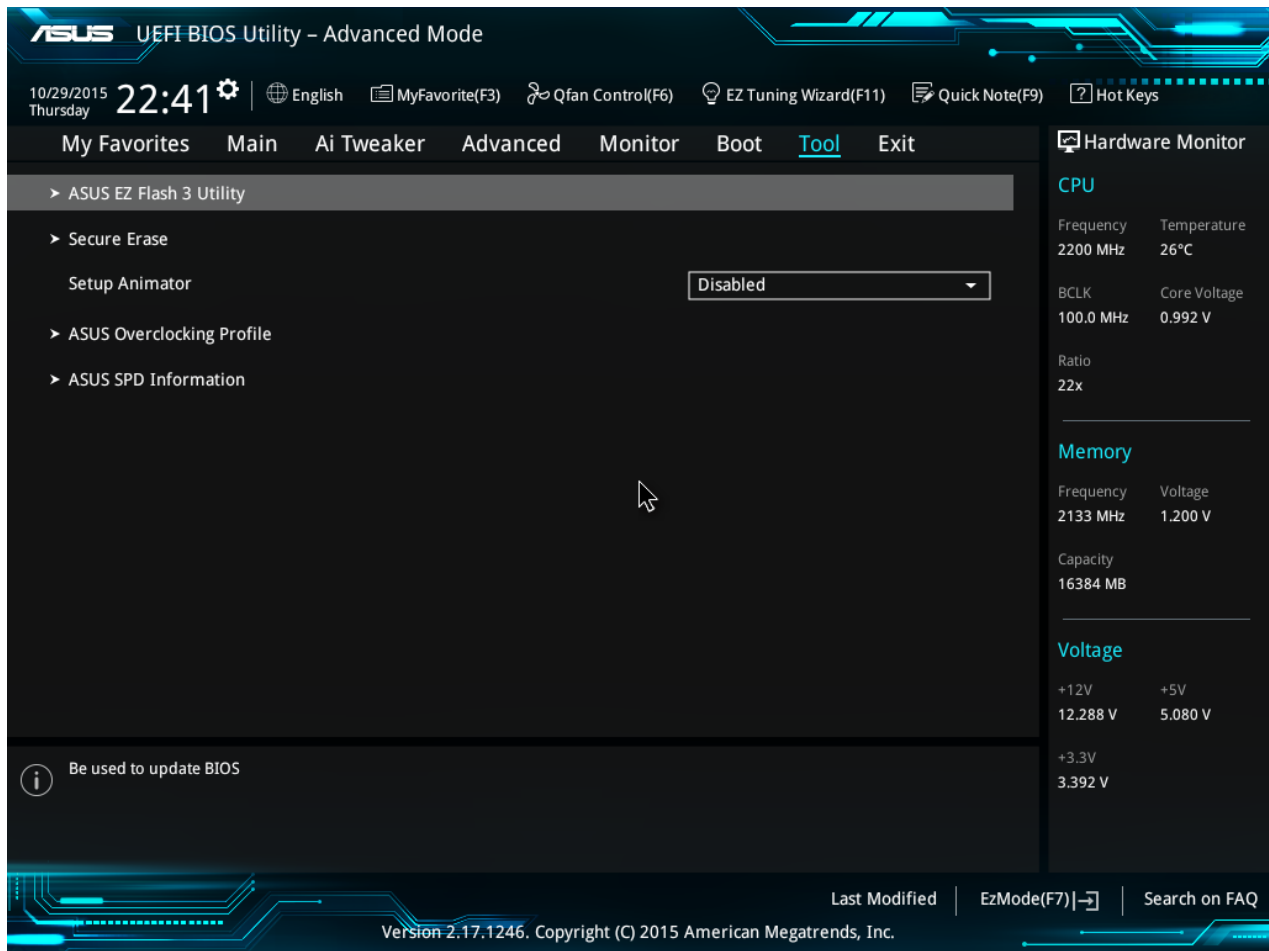 ASUS UEFI BIOS Utility – Advanced Mode
10/29/2015
Thursday
22:41
English
MyFavorite(F3)
Qfan Control(F6)
EZ Tuning Wizard(F11)
Quick Note(F9)
? Hot Keys
My Favorites Main Ai Tweaker Advanced Monitor Boot Tool Exit
ASUS EZ Flash 3 Utility
Secure Erase
Setup Animator Disabled
ASUS Overclocking Profile
ASUS SPD Information
Hardware Monitor
CPU
Frequency Temperature
2200 MHz 26°C
BCLK Core Voltage
100.0 MHz 0.992 V
Ratio
22x
Memory
Frequency Voltage
2133 MHz 1.200 V
Capacity
16384 MB
Voltage
+12V +5V
12.288 V 5.080 V
+3.3V
3.392 V
i Be used to update BIOS
Last Modified
EzMode(F7)
Search on FAQ
Version 2.17.1246. Copyright (C) 2015 American Megatrends, Inc.